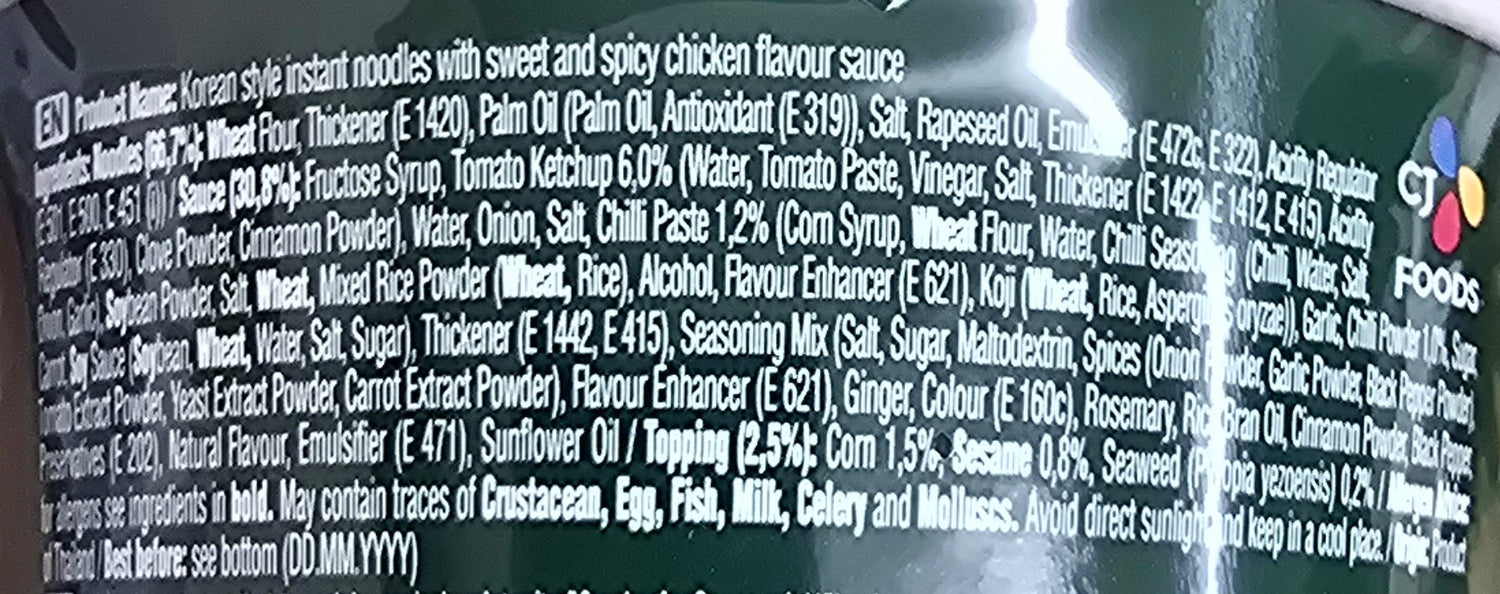 EN Product Name: Korean style instant noodles with sweet and spicy chicken flavour sauce
Ingredients: Noodles (66,7%): Wheat Flour, Thickener (E 1420), Palm Oil (Palm Oil, Antioxidant (E 319)), Salt, Rapeseed Oil, Emulsifier (E 472c, E 322), Acidity Regulator
(E 501, E 500, E 451 (i)) / Sauce (30,8%): Fructose Syrup, Tomato Ketchup 6,0% (Water, Tomato Paste, Vinegar, Salt, Thickener (E 1422, E 1412, E 415), Acidity
Regulator (E 330), Clove Powder, Cinnamon Powder), Water, Onion, Salt, Chilli Paste 1,2% (Corn Syrup, Wheat Flour, Water, Chilli Seasoning (Chilli, Water, Salt,
Onion, Garlic), Soybean Powder, Salt, Wheat, Mixed Rice Powder (Wheat, Rice), Alcohol, Flavour Enhancer (E 621), Koji (Wheat, Rice, Aspergillus oryzae)), Garlic, Chilli Powder 1,0%, Sugar,
Carrot, Soy Sauce (Soybean, Wheat, Water, Salt, Sugar), Thickener (E 1442, E 415), Seasoning Mix (Salt, Sugar, Maltodextrin, Spices (Onion Powder, Garlic Powder, Black Pepper Powder),
Tomato Extract Powder, Yeast Extract Powder, Carrot Extract Powder), Flavour Enhancer (E 621), Ginger, Colour (E 160c), Rosemary, Rice Bran Oil, Cinnamon Powder, Black Pepper,
Preservatives (E 202), Natural Flavour, Emulsifier (E 471), Sunflower Oil / Topping (2,5%): Corn 1,5%, Sesame 0,8%, Seaweed (Pyropia yezoensis) 0,2% / Allergen Advice:
for allergens see ingredients in bold. May contain traces of Crustacean, Egg, Fish, Milk, Celery and Molluscs. Avoid direct sunlight and keep in a cool place. / Origin: Product
of Thailand / Best before: see bottom (DD.MM.YYYY)
CJ
FOODS